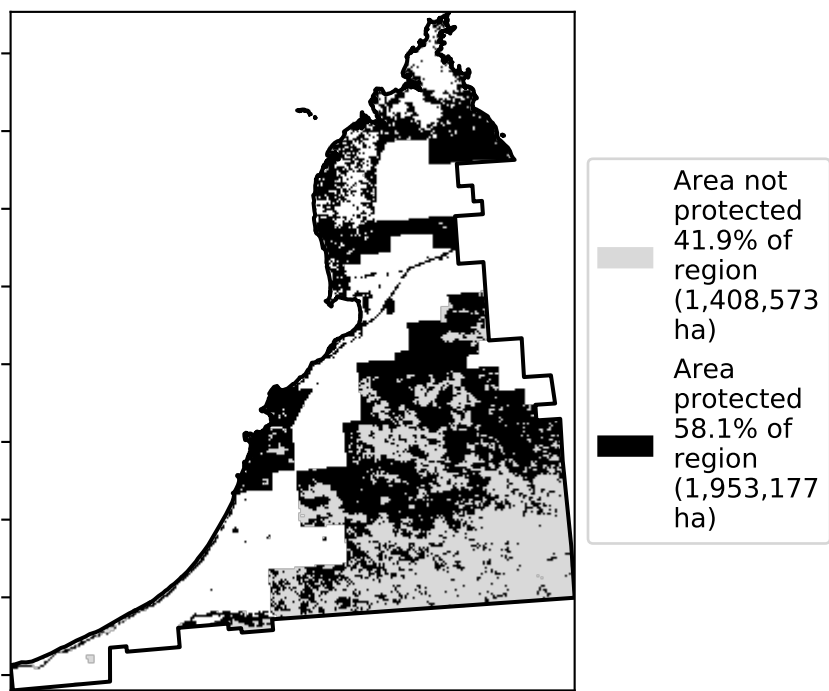 Area not
protected
41.9% of
region
(1,408,573
ha)
Area
protected
58.1% of
region
(1,953,177
ha)